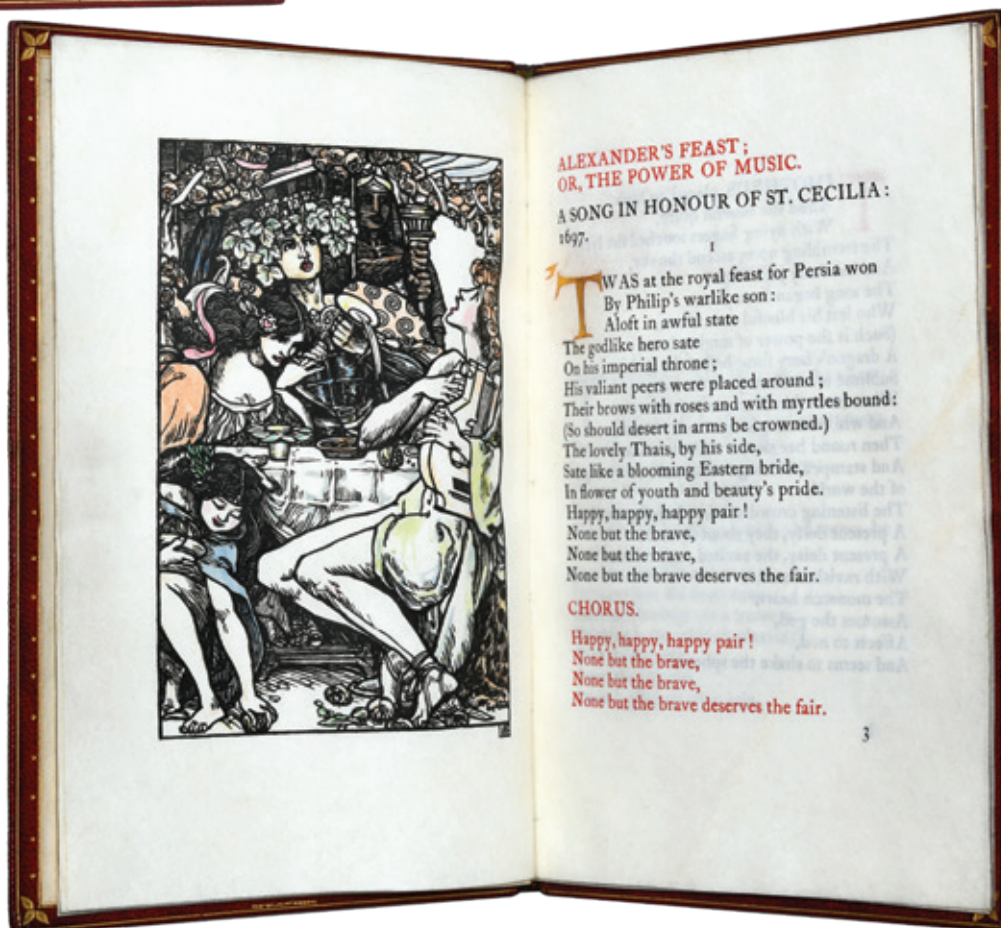 ALEXANDER'S FEAST;
OR, THE POWER OF MUSIC.
A SONG IN HONOUR OF ST. CECILIA:
1697.
I
TWAS at the royal feast for Persia won
By Philip's warlike son:
Aloft in awful state
The godlike hero sate
On his imperial throne;
His valiant peers were placed around;
Their brows with roses and with myrtles bound:
(So should desert in arms be crowned.)
The lovely Thais, by his side,
Sate like a blooming Eastern bride,
In flower of youth and beauty's pride.
Happy, happy, happy pair!
None but the brave,
None but the brave,
None but the brave deserves the fair.
CHORUS.
Happy, happy, happy pair!
None but the brave,
None but the brave,
None but the brave deserves the fair.
3